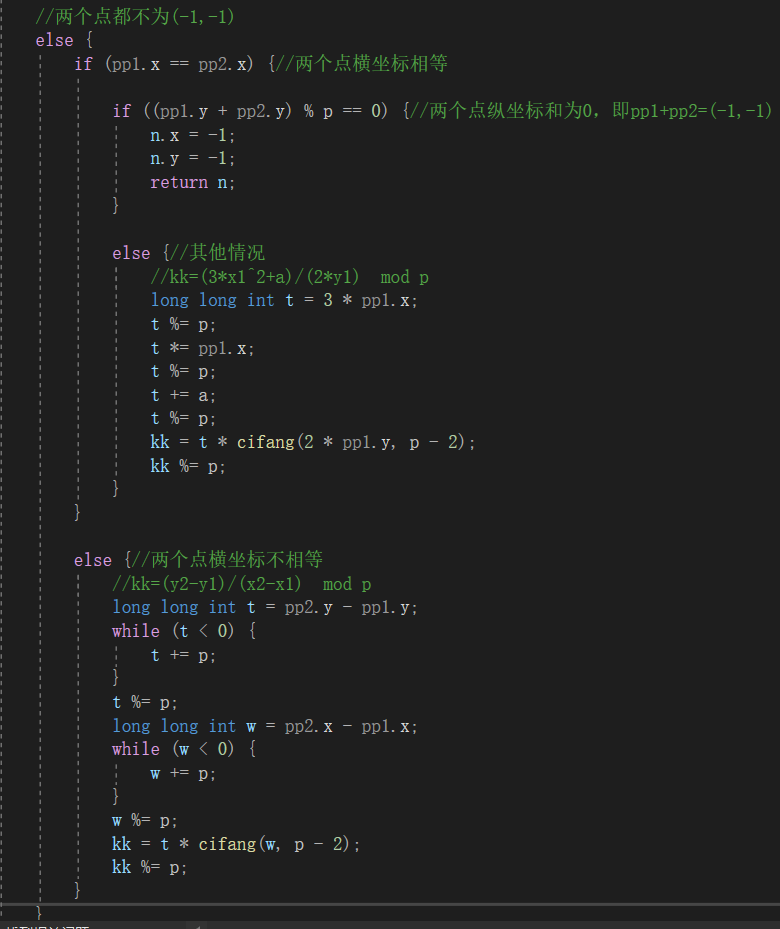 //两个点都不为(-1,-1)
else {
if (pp1.x == pp2.x) {//两个点横坐标相等
if ((pp1.y + pp2.y) % p == 0) {//两个点纵坐标和为0，即pp1+pp2=(-1,-1)
n.x = -1;
n.y = -1;
return n;
}
else {//其他情况
//kk=(3*x1^2+a)/(2*y1)  mod p
long long int t = 3 * pp1.x;
t %= p;
t *= pp1.x;
t %= p;
t += a;
t %= p;
kk = t * cifang(2 * pp1.y, p - 2);
kk %= p;
}
}
else {//两个点横坐标不相等
//kk=(y2-y1)/(x2-x1)  mod p
long long int t = pp2.y - pp1.y;
while (t < 0) {
t += p;
}
t %= p;
long long int w = pp2.x - pp1.x;
while (w < 0) {
w += p;
}
w %= p;
kk = t * cifang(w, p - 2);
kk %= p;
}
}